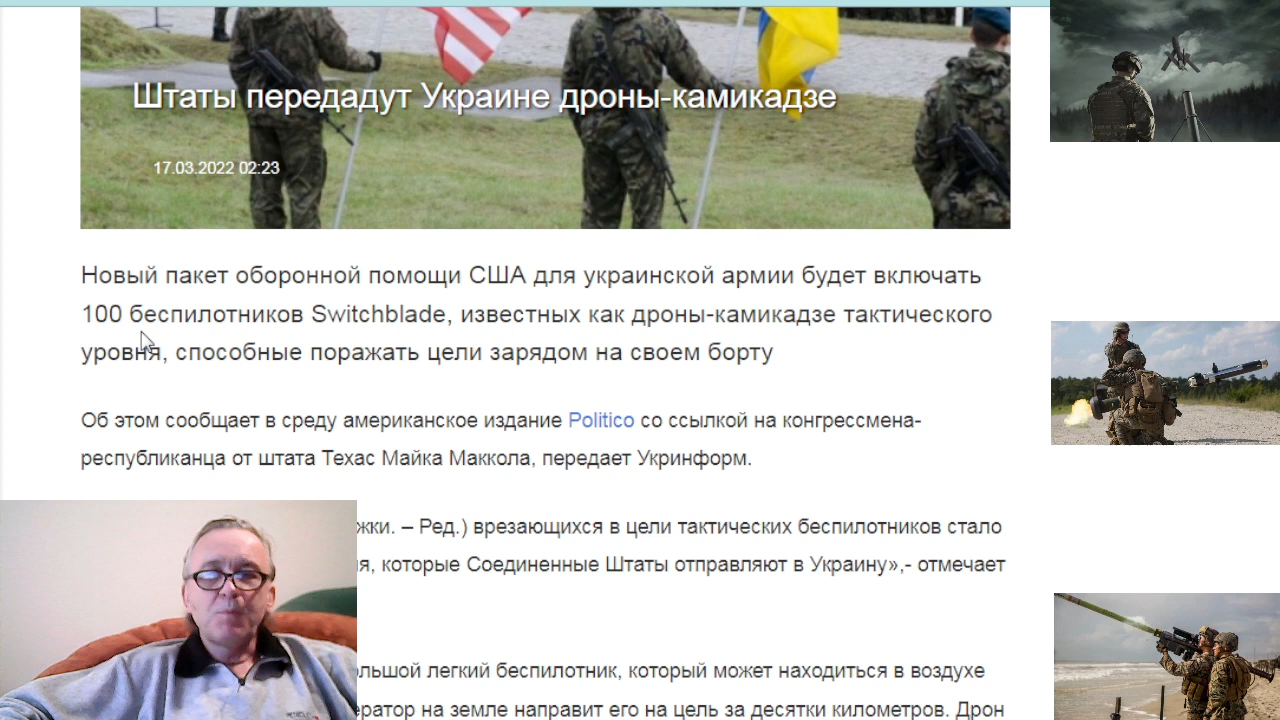 Штаты передадут Украине дроны-камикадзе
17.03.2022 02:23
Новый пакет оборонной помощи США для украинской армии будет включать
100 беспилотников Switchblade, известных как дроны-камикадзе тактического
уровня, способные поражать цели зарядом на своем борту
Об этом сообщает в среду американское издание Politico со ссылкой на конгрессмена-
республиканца от штата Техас Майка Маккола, передает Укринформ.
жки. – Ред.) врезающихся в цели тактических беспилотников стало
я, которые Соединенные Штаты отправляют в Украину»,- отмечает
ольшой легкий беспилотник, который может находиться в воздухе
ератор на земле направит его на цель за десятки километров. Дрон